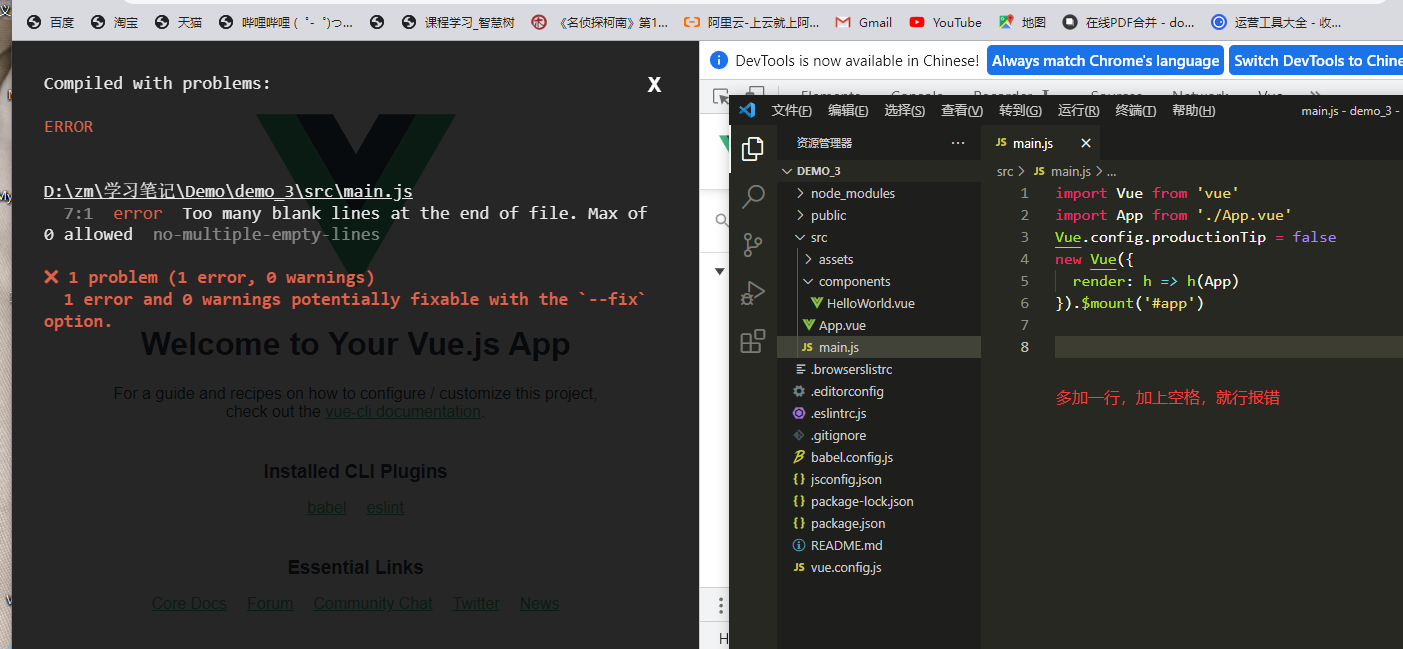 百度
淘宝
天猫
哔哩哔哩 ( ゜- ゜)つ...
课程学习_智慧树
《名侦探柯南》第1...
阿里云-上云就上阿...
Gmail
YouTube
地图
在线PDF合并 - do...
运营工具大全 - 收...
Compiled with problems:
X
ERROR
D:\zm\学习笔记\Demo\demo_3\src\main.js
7:1 error Too many blank lines at the end of file. Max of
0 allowed no-multiple-empty-lines
✖ 1 problem (1 error, 0 warnings)
1 error and 0 warnings potentially fixable with the `--fix`
option.
Welcome to Your Vue.js App
For a guide and recipes on how to configure / customize this project,
check out the vue-cli documentation.
Installed CLI Plugins
babel eslint
Essential Links
Core Docs Forum Community Chat Twitter News
DevTools is now available in Chinese!
Always match Chrome's language
Switch DevTools to Chine
文件(F) 编辑(E) 选择(S) 查看(V) 转到(G) 运行(R) 终端(T) 帮助(H)
main.js - demo_3 -
资源管理器 ...
DEMO_3
node_modules
public
src
assets
components
HelloWorld.vue
App.vue
JS main.js
.browserslistrc
.editorconfig
.eslintrc.js
.gitignore
babel.config.js
{} jsconfig.json
{} package-lock.json
{} package.json
README.md
JS vue.config.js
JS main.js ×
src > JS main.js > ...
1 import Vue from 'vue'
2 import App from './App.vue'
3 Vue.config.productionTip = false
4 new Vue({
5 render: h => h(App)
6 }).$mount('#app')
7
8
多加一行，加上空格，就行报错